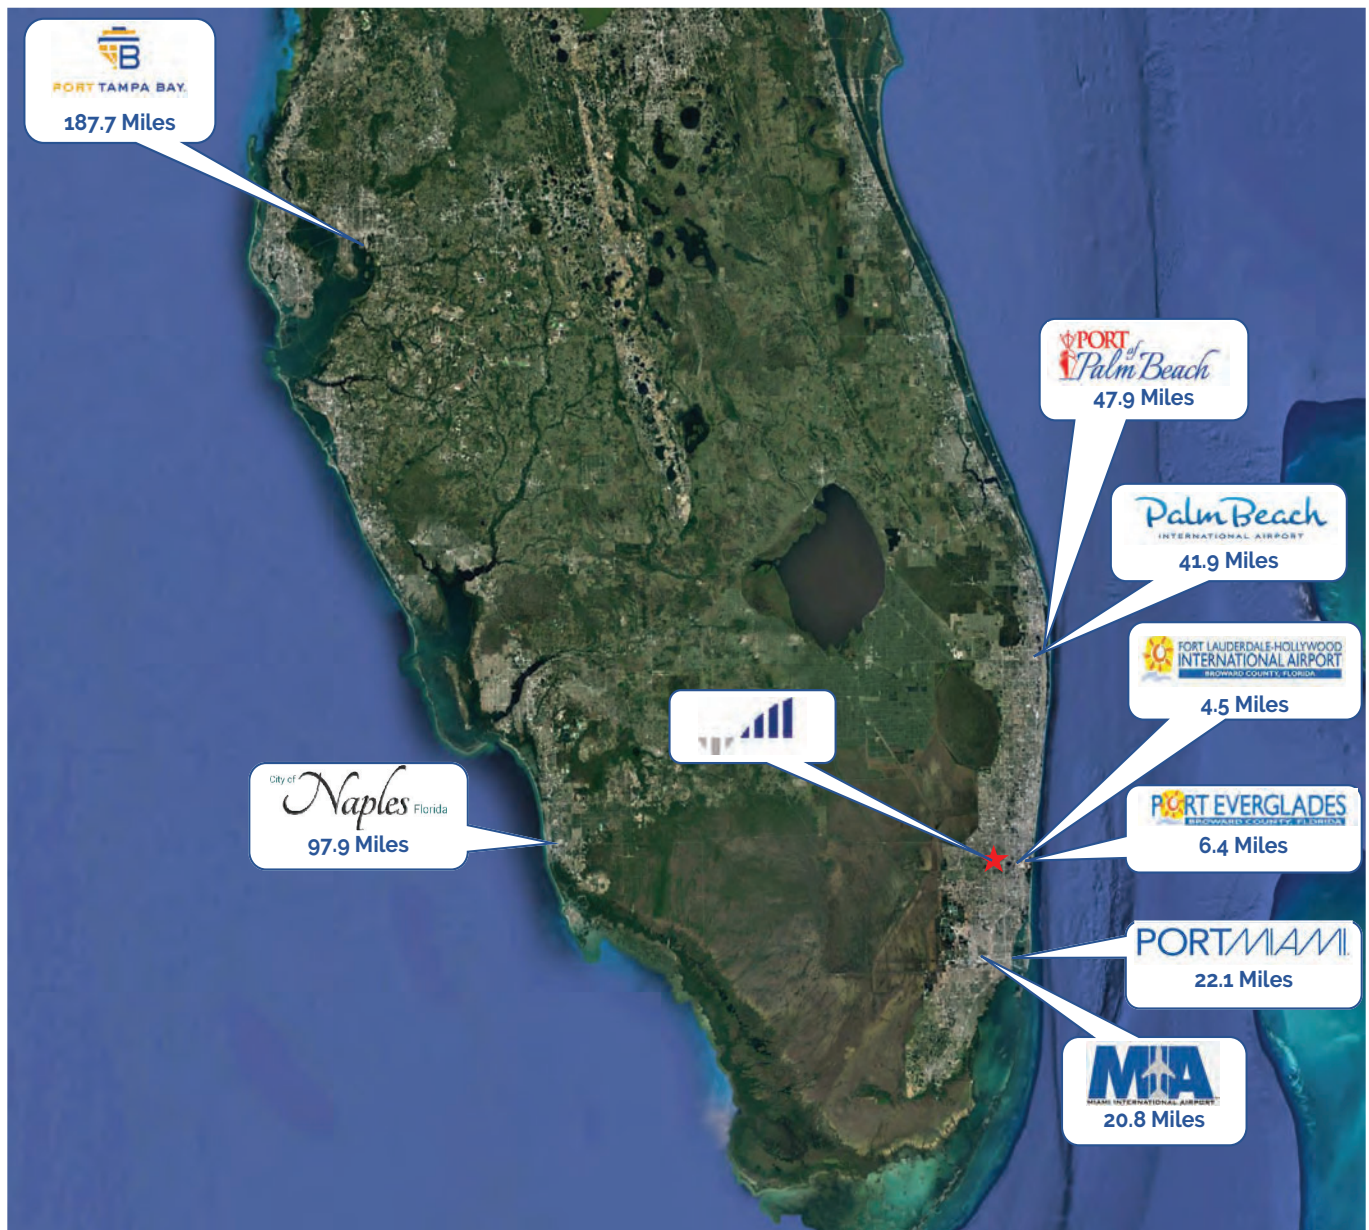 B
PORT TAMPA BAY.
187.7 Miles
PORT of
Palm Beach
47.9 Miles
Palm Beach
INTERNATIONAL AIRPORT
41.9 Miles
FORT LAUDERDALE-HOLLYWOOD
INTERNATIONAL AIRPORT
BROWARD COUNTY, FLORIDA
4.5 Miles
City of
Naples Florida
97.9 Miles
PORT EVERGLADES
BROWARD COUNTY, FLORIDA
6.4 Miles
PORTMIAMI
22.1 Miles
MIA
MIAMI INTERNATIONAL AIRPORT
20.8 Miles